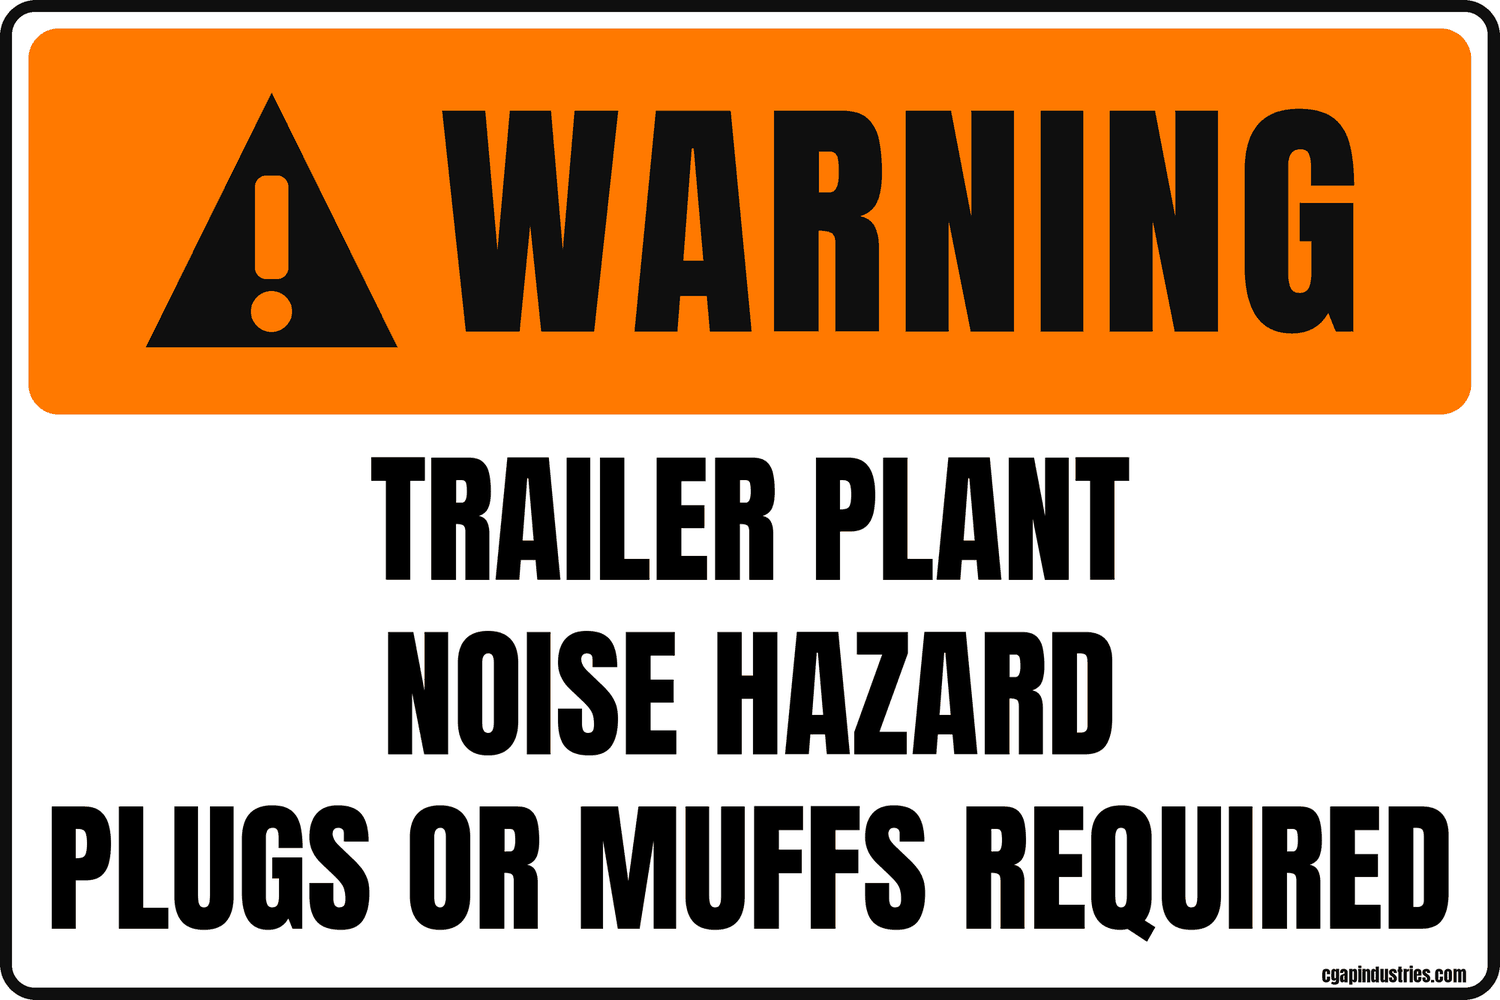 WARNING
TRAILER PLANT
NOISE HAZARD
PLUGS OR MUFFS REQUIRED
cgapindustries.com